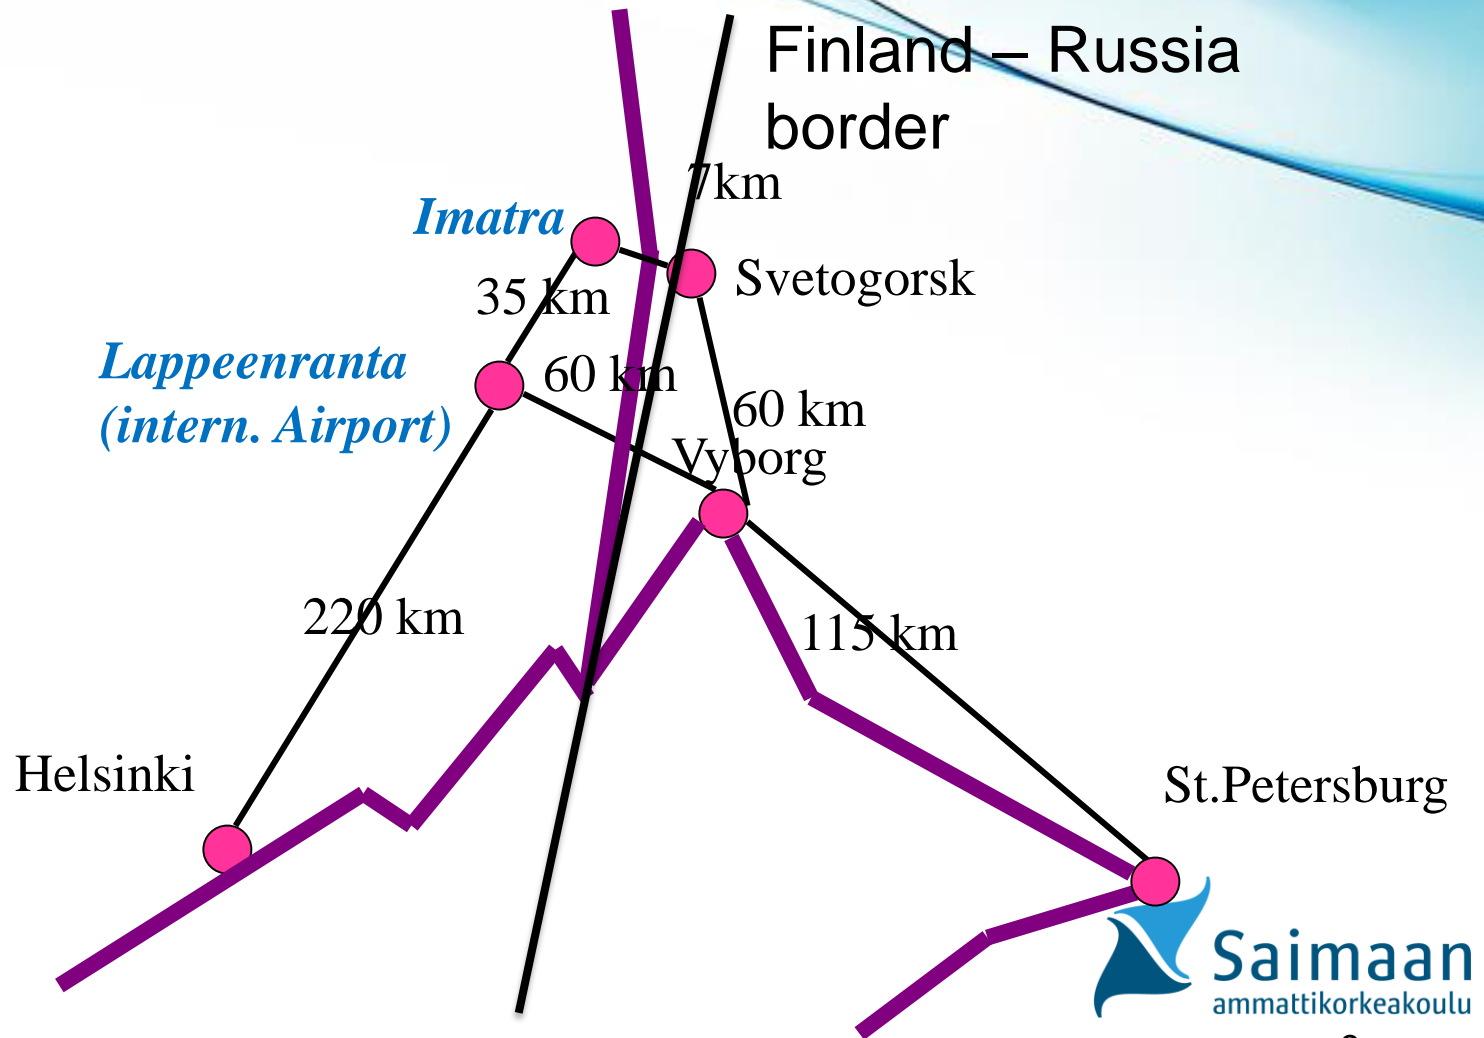 Finland – Russia
border
7km
Imatra
Svetogorsk
35 km
Lappeenranta
(intern. Airport)
60 km
60 km
Vyborg
220 km
115 km
Helsinki
St.Petersburg
Saimaan
ammattikorkeakoulu